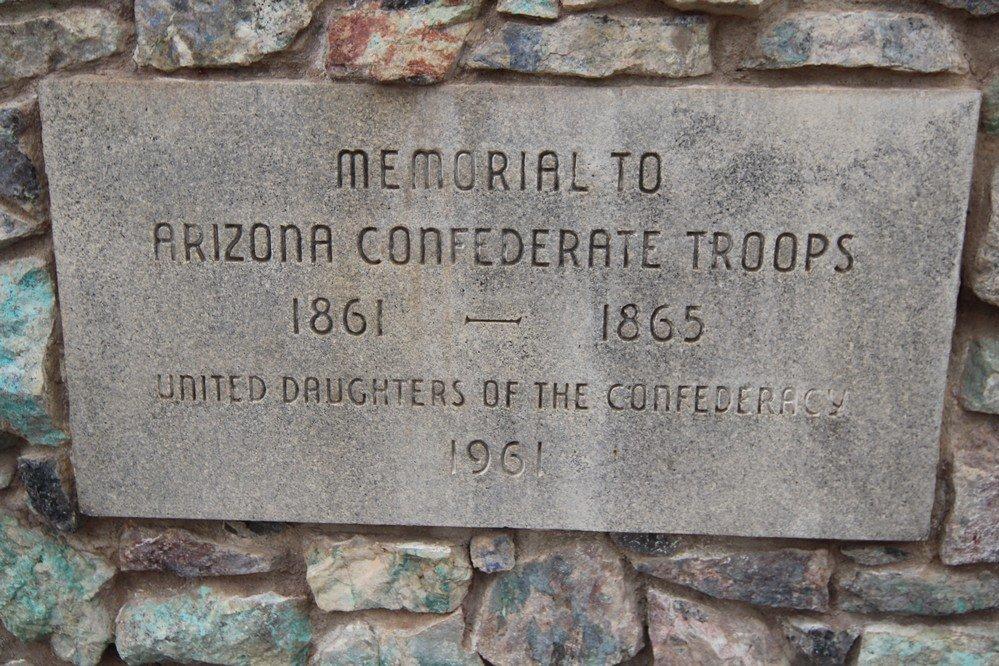 MEMORIAL TO
ARIZONA CONFEDERATE TROOPS
1861 — 1865
UNITED DAUGHTERS OF THE CONFEDERACY
1961